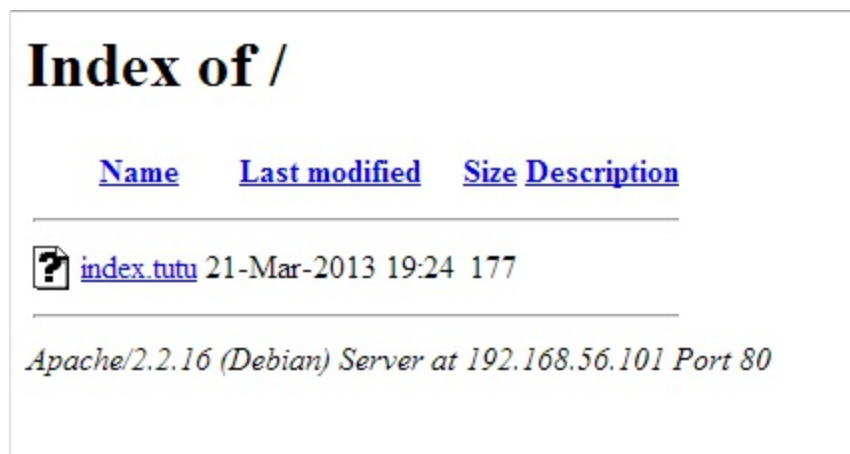 Index of /
Name Last modified Size Description
index.tutu 21-Mar-2013 19:24 177
Apache/2.2.16 (Debian) Server at 192.168.56.101 Port 80